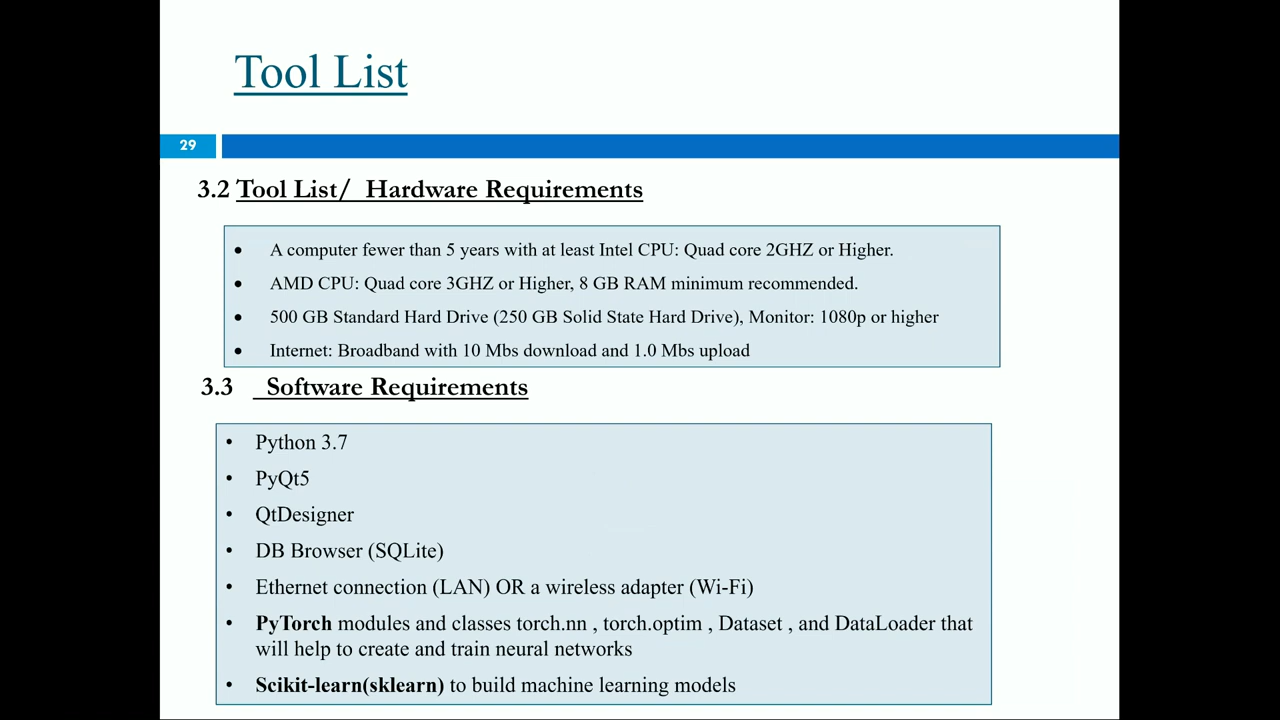 Tool List
29
3.2 Tool List/ Hardware Requirements
• A computer fewer than 5 years with at least Intel CPU: Quad core 2GHZ or Higher.
• AMD CPU: Quad core 3GHZ or Higher, 8 GB RAM minimum recommended.
• 500 GB Standard Hard Drive (250 GB Solid State Hard Drive), Monitor: 1080p or higher
• Internet: Broadband with 10 Mbs download and 1.0 Mbs upload
3.3 Software Requirements
• Python 3.7
• PyQt5
• QtDesigner
• DB Browser (SQLite)
• Ethernet connection (LAN) OR a wireless adapter (Wi-Fi)
• PyTorch modules and classes torch.nn , torch.optim , Dataset , and DataLoader that
will help to create and train neural networks
• Scikit-learn(sklearn) to build machine learning models